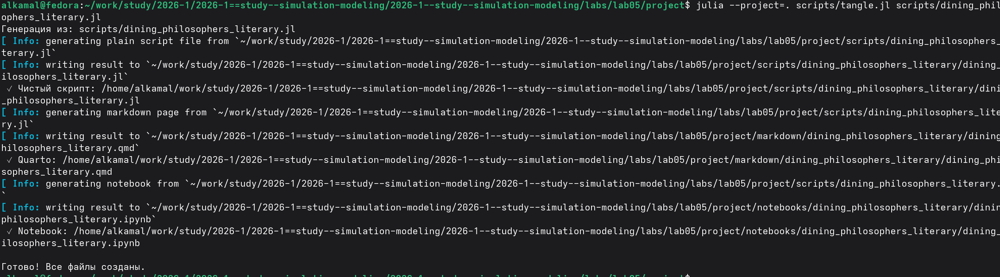 alkamal@fedora:~/work/study/2026-1/2026-1==study--simulation-modeling/2026-1--study--simulation-modeling/labs/lab05/project$ julia --project=. scripts/tangle.jl scripts/dining_phil
ophers_literary.jl
Генерация из: scripts/dining_philosophers_literary.jl
[ Info: generating plain script file from `~/work/study/2026-1/2026-1==study--simulation-modeling/2026-1--study--simulation-modeling/labs/lab05/project/scripts/dining_philosophers_
terary.jl`
[ Info: writing result to `~/work/study/2026-1/2026-1==study--simulation-modeling/2026-1--study--simulation-modeling/labs/lab05/project/scripts/dining_philosophers_literary/dining_
ilosophers_literary.jl`
✓ Чистый скрипт: /home/alkamal/work/study/2026-1/2026-1==study--simulation-modeling/2026-1--study--simulation-modeling/labs/lab05/project/scripts/dining_philosophers_literary/dini
_philosophers_literary.jl
[ Info: generating markdown page from `~/work/study/2026-1/2026-1==study--simulation-modeling/2026-1--study--simulation-modeling/labs/lab05/project/scripts/dining_philosophers_lite
ry.jl`
[ Info: writing result to `~/work/study/2026-1/2026-1==study--simulation-modeling/2026-1--study--simulation-modeling/labs/lab05/project/markdown/dining_philosophers_literary/dining
hilosophers_literary.qmd`
✓ Quarto: /home/alkamal/work/study/2026-1/2026-1==study--simulation-modeling/2026-1--study--simulation-modeling/labs/lab05/project/markdown/dining_philosophers_literary/dining_phi
sophers_literary.qmd
[ Info: generating notebook from `~/work/study/2026-1/2026-1==study--simulation-modeling/2026-1--study--simulation-modeling/labs/lab05/project/scripts/dining_philosophers_literary.
`
[ Info: writing result to `~/work/study/2026-1/2026-1==study--simulation-modeling/2026-1--study--simulation-modeling/labs/lab05/project/notebooks/dining_philosophers_literary/dinin
philosophers_literary.ipynb`
✓ Notebook: /home/alkamal/work/study/2026-1/2026-1==study--simulation-modeling/2026-1--study--simulation-modeling/labs/lab05/project/notebooks/dining_philosophers_literary/dining_
ilosophers_literary.ipynb
Готово! Все файлы созданы.